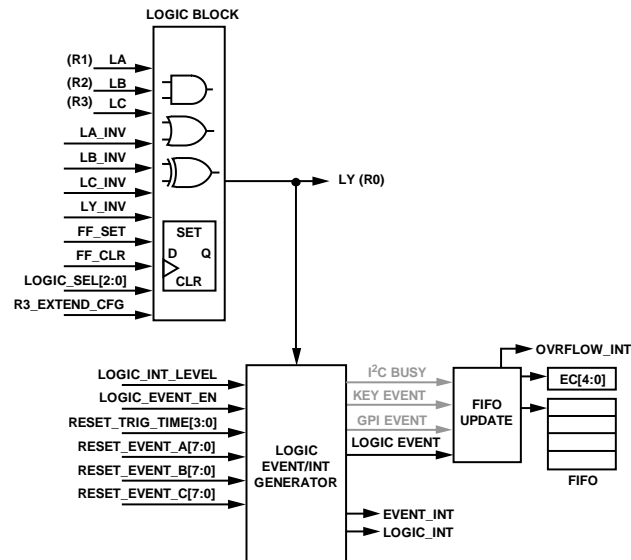 LOGIC BLOCK
(R1) LA
(R2) LB
(R3) LC
LA_INV
LB_INV
LC_INV
LY_INV
FF_SET
FF_CLR
LOGIC_SEL[2:0]
R3_EXTEND_CFG
SET
D Q
CLR
LY (R0)
LOGIC_INT_LEVEL
LOGIC_EVENT_EN
RESET_TRIG_TIME[3:0]
RESET_EVENT_A[7:0]
RESET_EVENT_B[7:0]
RESET_EVENT_C[7:0]
LOGIC
EVENT/INT
GENERATOR
I²C BUSY
KEY EVENT
GPI EVENT
LOGIC EVENT
EVENT_INT
LOGIC_INT
FIFO
UPDATE
OVRFLOW_INT
EC[4:0]
FIFO